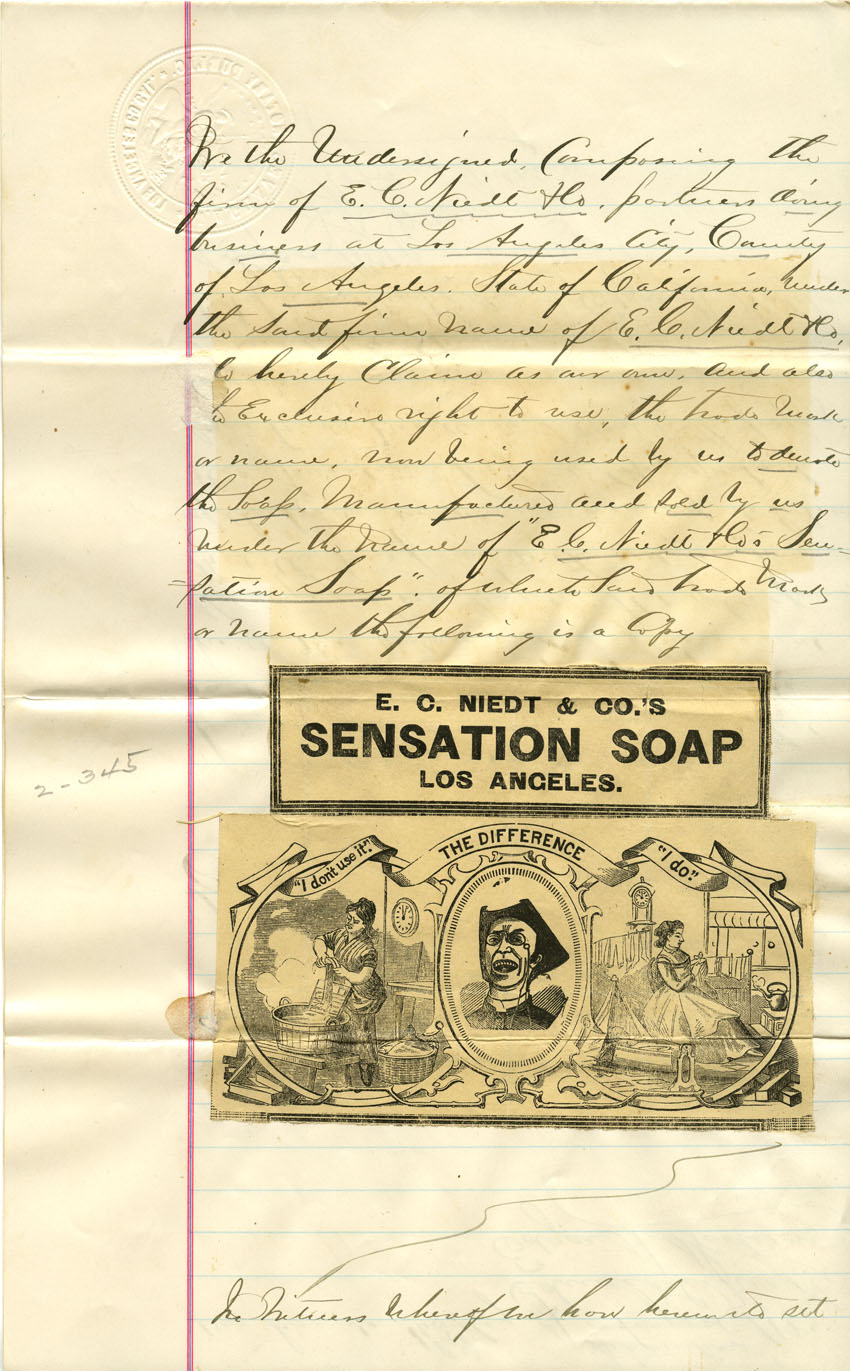 We the Undersigned, Composing the
firm of E. C. Niedt & Co. partners doing
business at Los Angeles City, County
of Los Angeles. State of California, under
the said firm name of E. C. Niedt & Co,
do hereby Claim as our own, and also
the Exclusive right to use, the trade Mark
or name, now being used by us to denote
the Soap, Manufactured and sold by us
under the name of "E. C. Niedt & Co's Sen-
-sation Soap". of which said trade Mark
or name the following is a Copy
E. C. NIEDT & CO.'S
SENSATION SOAP
LOS ANGELES.
THE DIFFERENCE
"I dont use it."
"I do."
2-345
In Witness Whereof we have hereunto set